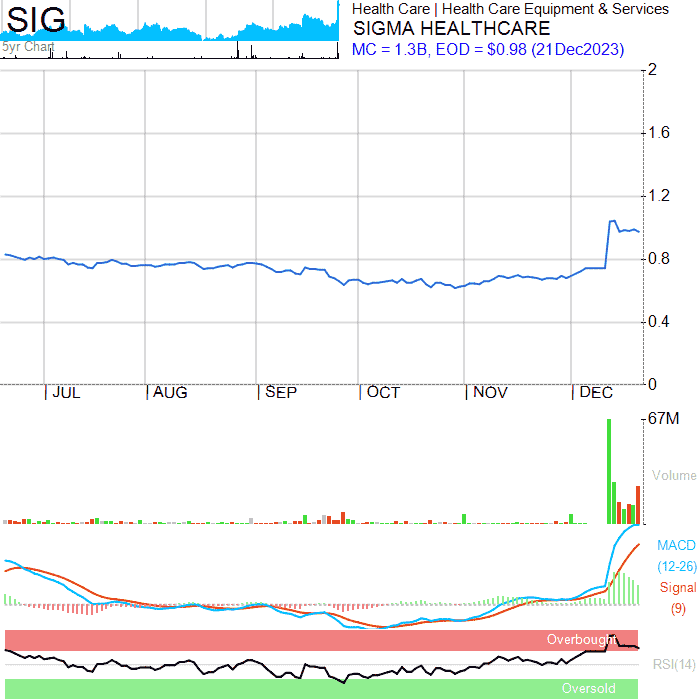 SIG
5yr Chart
Health Care | Health Care Equipment & Services
SIGMA HEALTHCARE
MC = 1.3B, EOD = $0.98 (21Dec2023)
2
1.6
1.2
0.8
0.4
0
JUL AUG SEP OCT NOV DEC
67M
Volume
MACD
(12-26)
Signal
(9)
Overbought
RSI(14)
Oversold